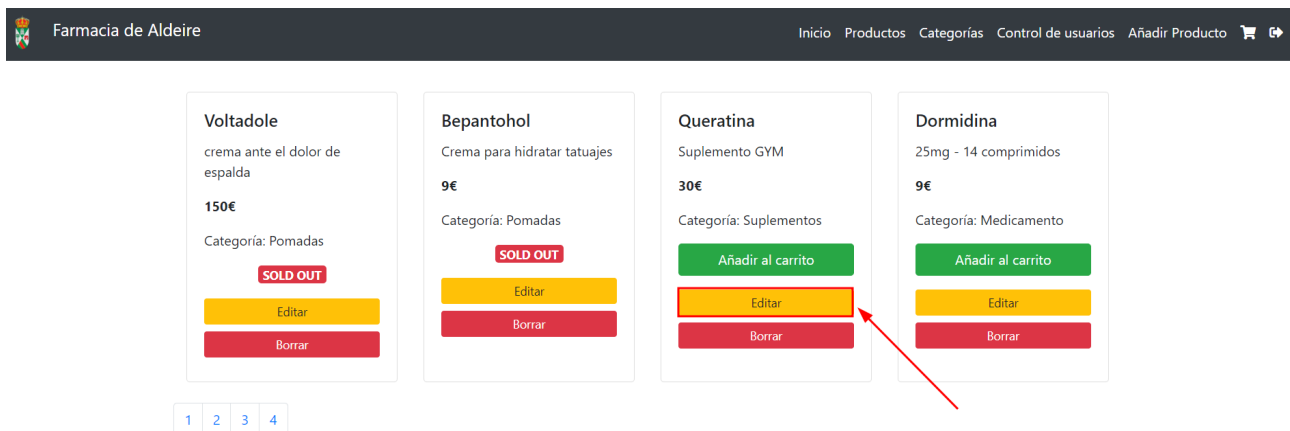 Farmacia de Aldeire
Inicio Productos Categorías Control de usuarios Añadir Producto
Voltadole
crema ante el dolor de
espalda
150€
Categoría: Pomadas
SOLD OUT
Editar
Borrar
Bepantohol
Crema para hidratar tatuajes
9€
Categoría: Pomadas
SOLD OUT
Editar
Borrar
Queratina
Suplemento GYM
30€
Categoría: Suplementos
Añadir al carrito
Editar
Borrar
Dormidina
25mg - 14 comprimidos
9€
Categoría: Medicamento
Añadir al carrito
Editar
Borrar
1 2 3 4